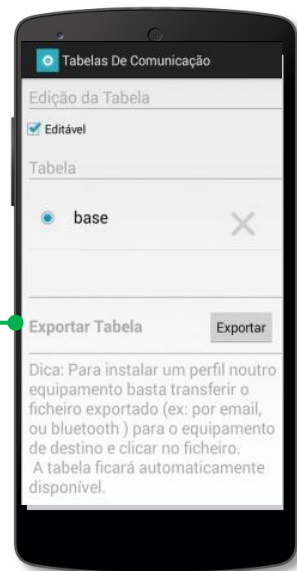 Tabelas De Comunicação
Edição da Tabela
Editável
Tabela
base
Exportar Tabela
Exportar
Dica: Para instalar um perfil noutro
equipamento basta transferir o
ficheiro exportado (ex: por email,
ou bluetooth ) para o equipamento
de destino e clicar no ficheiro.
A tabela ficará automaticamente
disponível.